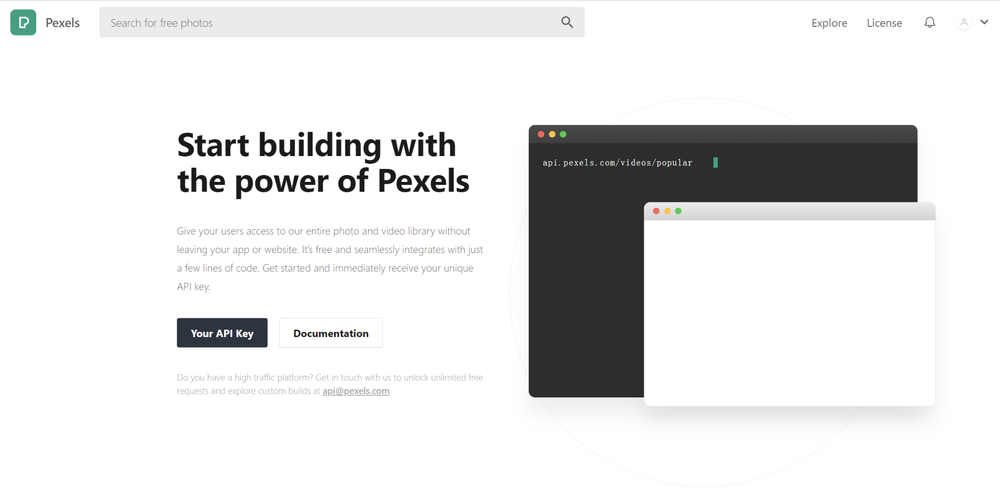 Pexels
Search for free photos
Explore
License
Start building with
the power of Pexels
Give your users access to our entire photo and video library without
leaving your app or website. It’s free and seamlessly integrates with just
a few lines of code. Get started and immediately receive your unique
API key.
Your API Key
Documentation
Do you have a high traffic platform? Get in touch with us to unlock unlimited free
requests and explore custom builds at api@pexels.com
api.pexels.com/videos/popular